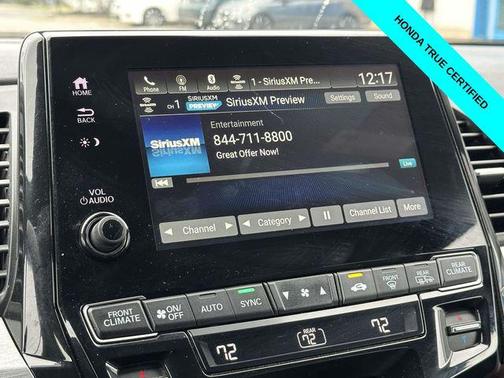 HONDA TRUE CERTIFIED
HOME
BACK
VOL
AUDIO
Phone
FM
Audio
1 - SiriusXM Pre...
12:17
SiriusXM
CH 1
SIRIUSXM
PREVIEW
SiriusXM Preview
Settings
Sound
SiriusXM
Entertainment
844-711-8800
Great Offer Now!
Live
Channel
Category
Channel List
More
FRONT
CLIMATE
ON/
OFF
AUTO
SYNC
FRONT
REAR
REAR
CLIMATE
72
REAR
72
72